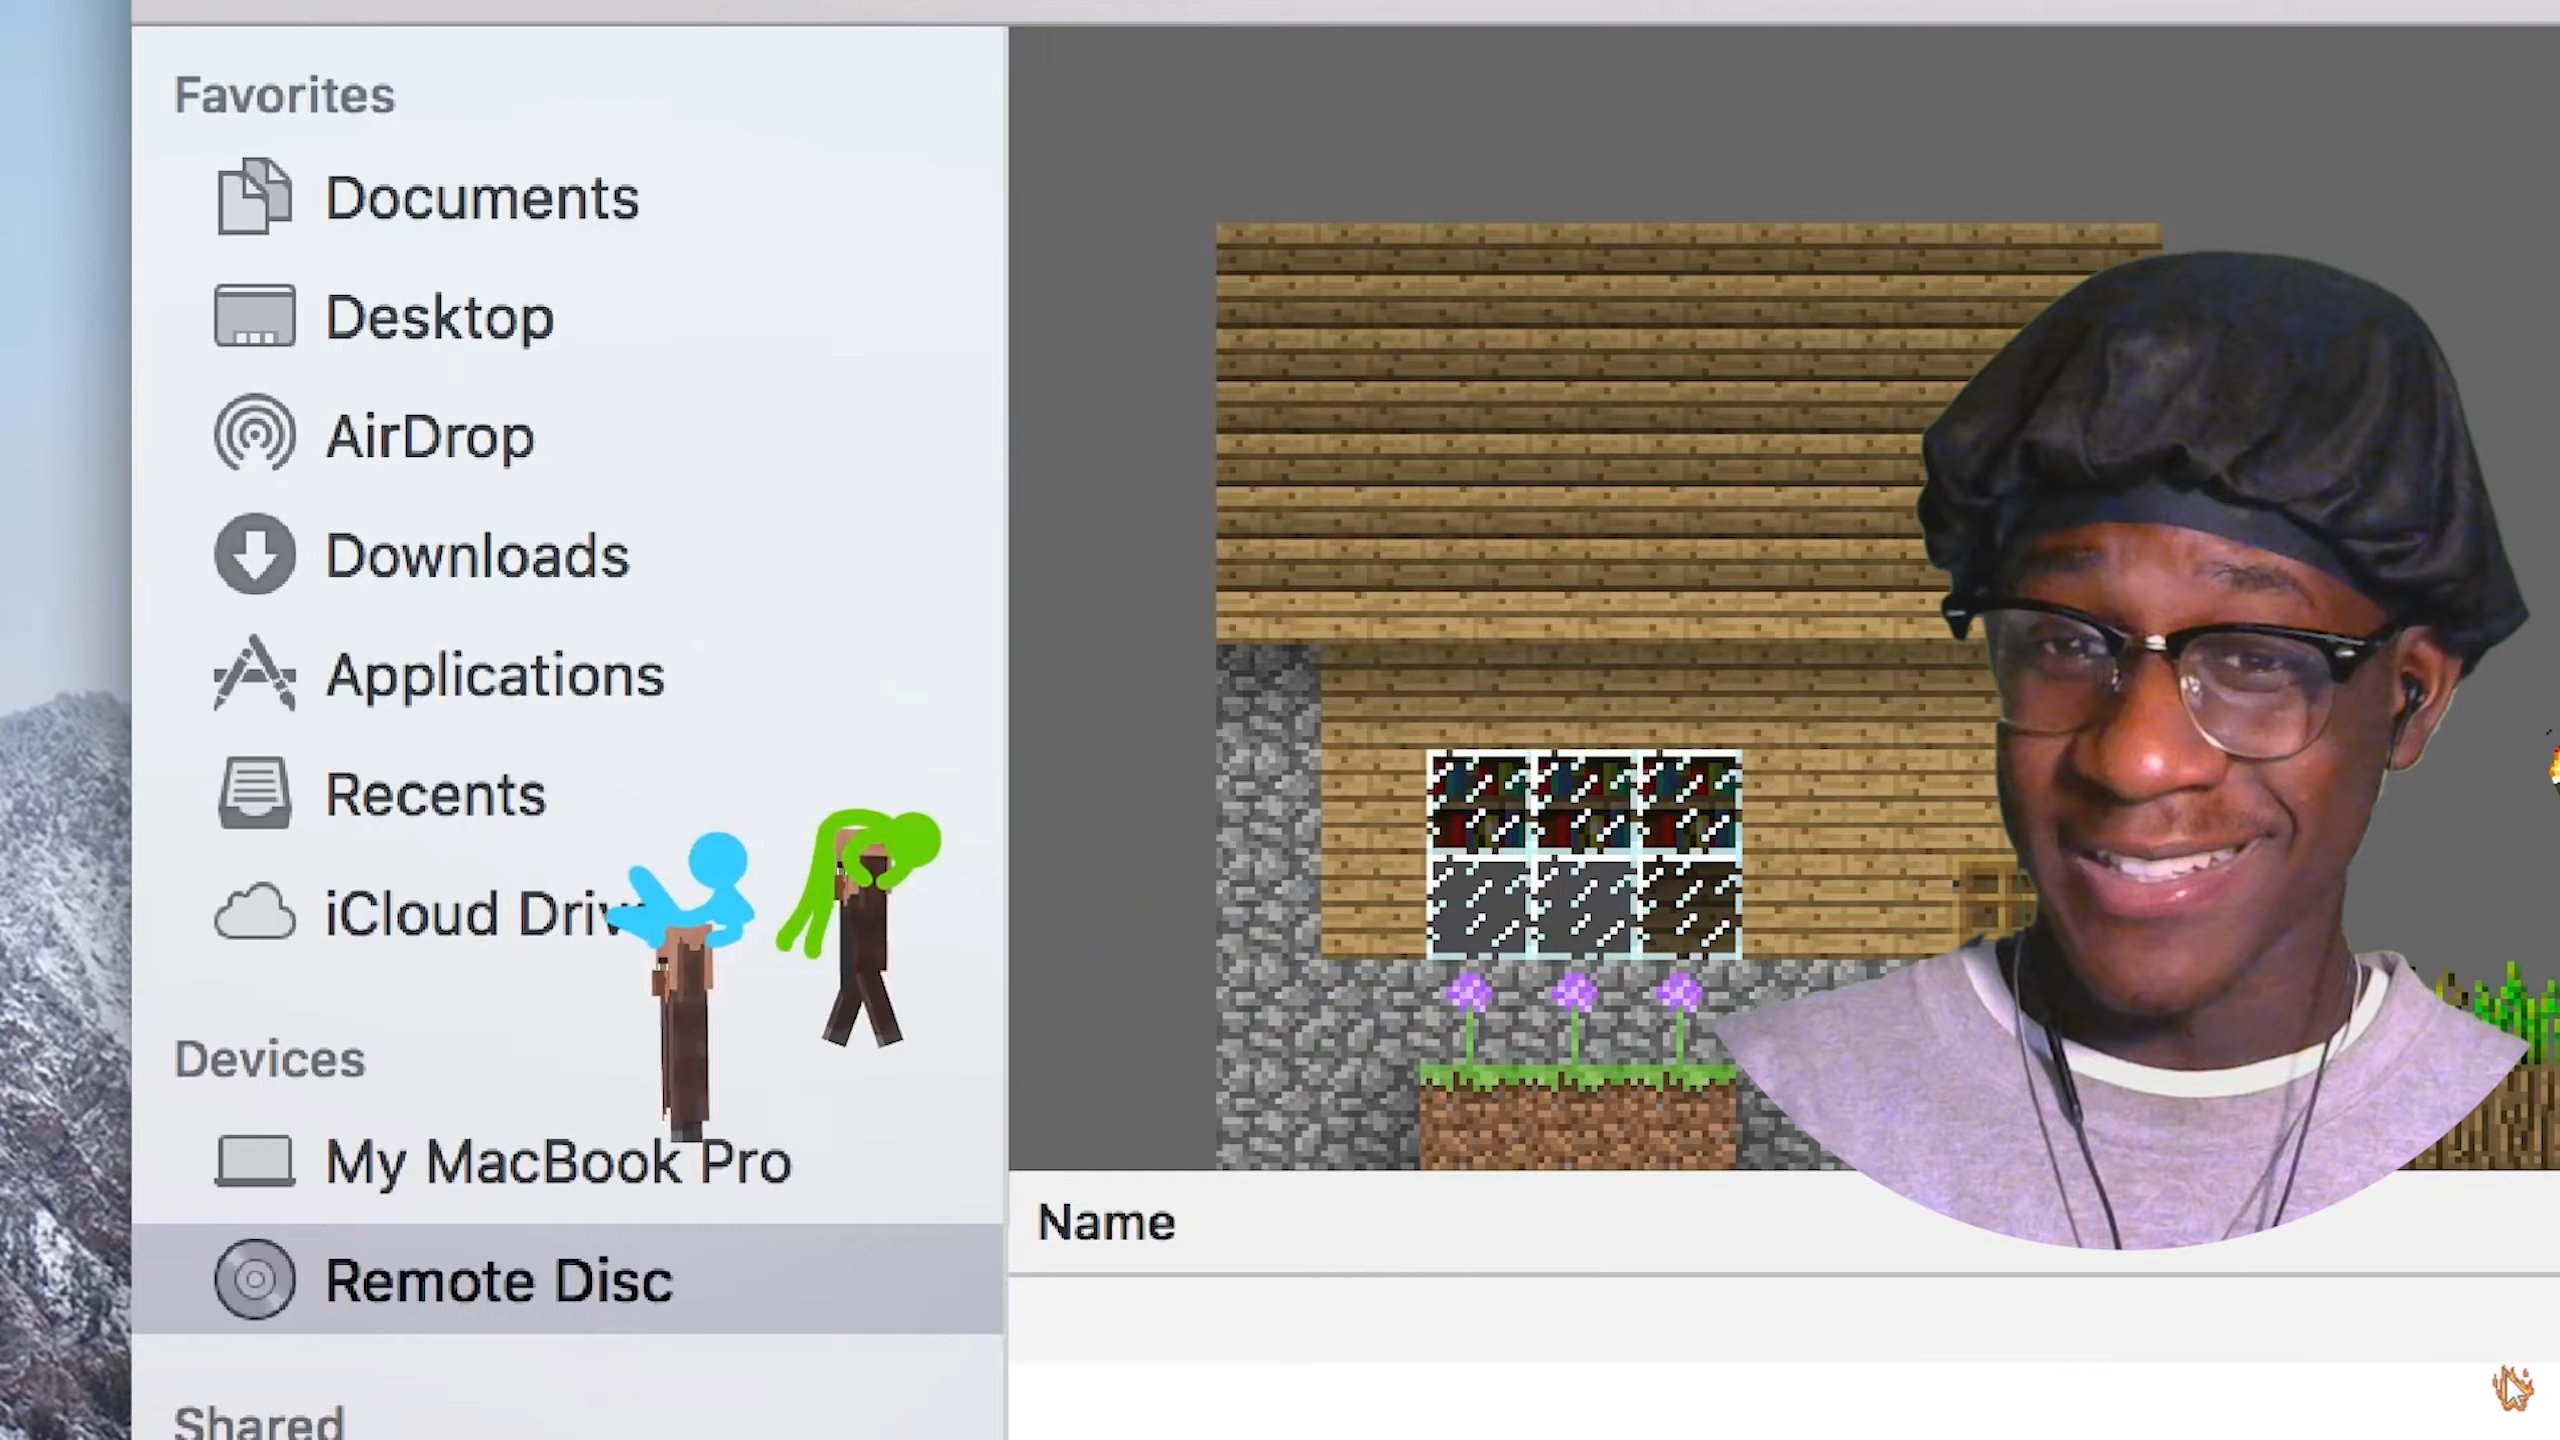 Favorites
Documents
Desktop
AirDrop
Downloads
Applications
Recents
iCloud Driv
Devices
My MacBook Pro
Remote Disc
Shared
Name